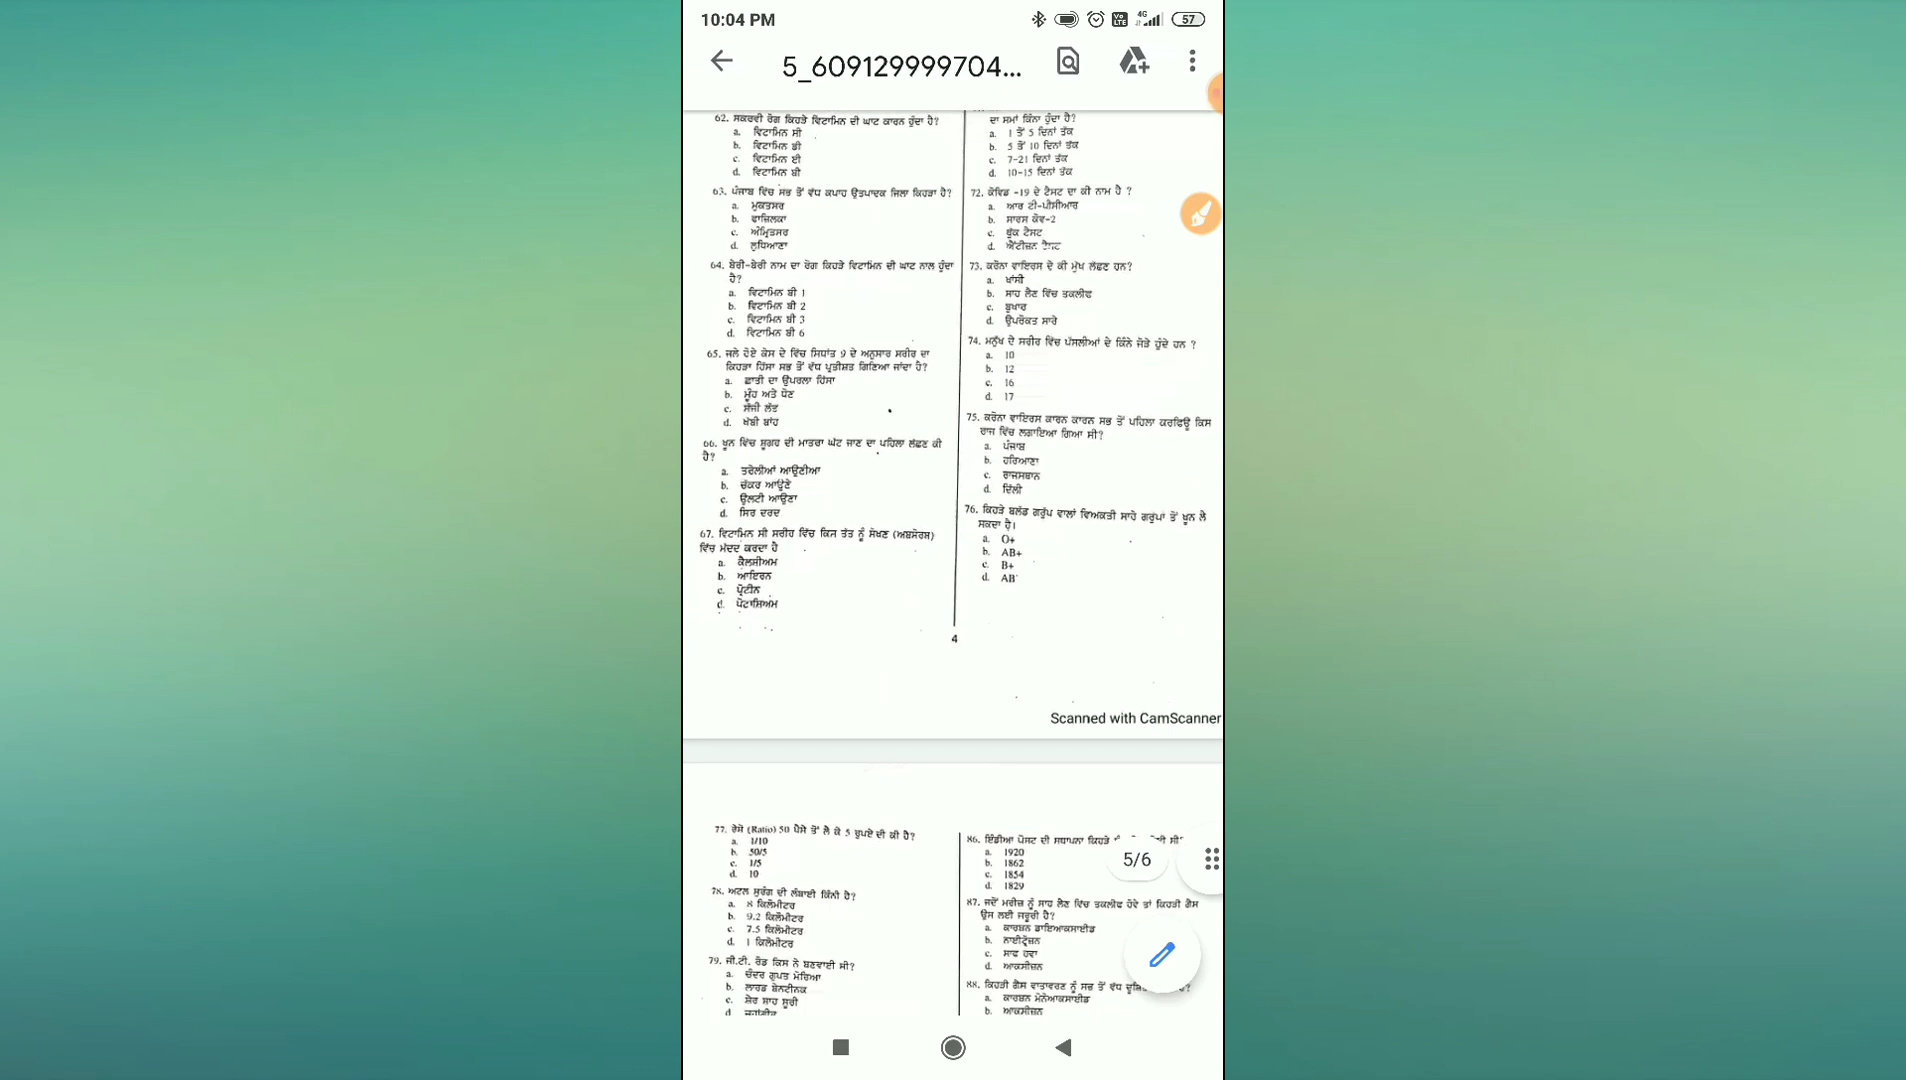 10:04 PM
Vo LTE
4G
57
5_609129999704...
62. ਸਕਰਵੀ ਰੋਗ ਕਿਹੜੇ ਵਿਟਾਮਿਨ ਦੀ ਘਾਟ ਕਾਰਨ ਹੁੰਦਾ ਹੈ?
a. ਵਿਟਾਮਿਨ ਸੀ
b. ਵਿਟਾਮਿਨ ਡੀ
c. ਵਿਟਾਮਿਨ ਈ
d. ਵਿਟਾਮਿਨ ਬੀ
63. ਪੰਜਾਬ ਵਿੱਚ ਸਭ ਤੋਂ ਵੱਧ ਕਪਾਹ ਉਤਪਾਦਕ ਜਿਲਾ ਕਿਹੜਾ ਹੈ?
a. ਮੁਕਤਸਰ
b. ਫਾਜ਼ਿਲਕਾ
c. ਅੰਮ੍ਰਿਤਸਰ
d. ਲੁਧਿਆਣਾ
64. ਬੇਰੀ-ਬੇਰੀ ਨਾਮ ਦਾ ਰੋਗ ਕਿਹੜੇ ਵਿਟਾਮਿਨ ਦੀ ਘਾਟ ਨਾਲ ਹੁੰਦਾ
ਹੈ?
a. ਵਿਟਾਮਿਨ ਬੀ 1
b. ਵਿਟਾਮਿਨ ਬੀ 2
c. ਵਿਟਾਮਿਨ ਬੀ 3
d. ਵਿਟਾਮਿਨ ਬੀ 6
65. ਜਲੇ ਹੋਏ ਕੇਸ ਦੇ ਵਿੱਚ ਸਿਧਾਂਤ 9 ਦੇ ਅਨੁਸਾਰ ਸਰੀਰ ਦਾ
ਕਿਹੜਾ ਹਿੱਸਾ ਸਭ ਤੋਂ ਵੱਧ ਪ੍ਰਤੀਸ਼ਤ ਗਿਣਿਆ ਜਾਂਦਾ ਹੈ?
a. ਛਾਤੀ ਦਾ ਉਪਰਲਾ ਹਿੱਸਾ
b. ਮੂੰਹ ਅਤੇ ਧੌਣ
c. ਸੱਜੀ ਲੱਤ
d. ਖੱਬੀ ਬਾਂਹ
66. ਖੂਨ ਵਿੱਚ ਸ਼ੂਗਰ ਦੀ ਮਾਤਰਾ ਘੱਟ ਜਾਣ ਦਾ ਪਹਿਲਾ ਲੱਛਣ ਕੀ
ਹੈ?
a. ਤਰੇਲੀਆਂ ਆਉਣੀਆ
b. ਚੱਕਰ ਆਉਣੇ
c. ਉਲਟੀ ਆਉਣਾ
d. ਸਿਰ ਦਰਦ
67. ਵਿਟਾਮਿਨ ਸੀ ਸਰੀਰ ਵਿੱਚ ਕਿਸ ਤੱਤ ਨੂੰ ਸੋਖਣ (ਅਬਸੋਰਬ)
ਵਿੱਚ ਮੱਦਦ ਕਰਦਾ ਹੈ
a. ਕੈਲਸ਼ੀਅਮ
b. ਆਇਰਨ
c. ਪ੍ਰੋਟੀਨ
d. ਪੋਟਾਸ਼ਿਅਮ
ਦਾ ਸਮਾਂ ਕਿੰਨਾ ਹੁੰਦਾ ਹੈ?
a. 1 ਤੋਂ 5 ਦਿਨਾਂ ਤੱਕ
b. 5 ਤੋਂ 10 ਦਿਨਾਂ ਤੱਕ
c. 7-21 ਦਿਨਾਂ ਤੱਕ
d. 10-15 ਦਿਨਾਂ ਤੱਕ
72. ਕੋਵਿਡ -19 ਦੇ ਟੈਸਟ ਦਾ ਕੀ ਨਾਮ ਹੈ ?
a. ਆਰ ਟੀ-ਪੀਸੀਆਰ
b. ਸਾਰਸ ਕੋਵ-2
c. ਥੁੱਕ ਟੈਸਟ
d. ਐਂਟੀਜ਼ਨ ਟੈਸਟ
73. ਕਰੋਨਾ ਵਾਇਰਸ ਦੇ ਕੀ ਮੁੱਖ ਲੱਛਣ ਹਨ?
a. ਖਾਂਸੀ
b. ਸਾਹ ਲੈਣ ਵਿੱਚ ਤਕਲੀਫ
c. ਬੁਖਾਰ
d. ਉਪਰੋਕਤ ਸਾਰੇ
74. ਮਨੁੱਖ ਦੇ ਸਰੀਰ ਵਿੱਚ ਪੱਸਲੀਆਂ ਦੇ ਕਿੰਨੇ ਜੋੜੇ ਹੁੰਦੇ ਹਨ ?
a. 10
b. 12
c. 16
d. 17
75. ਕਰੋਨਾ ਵਾਇਰਸ ਕਾਰਨ ਕਾਰਨ ਸਭ ਤੋਂ ਪਹਿਲਾ ਕਰਫਿਊ ਕਿਸ
ਰਾਜ ਵਿੱਚ ਲਗਾਇਆ ਗਿਆ ਸੀ?
a. ਪੰਜਾਬ
b. ਹਰਿਆਣਾ
c. ਰਾਜਸਥਾਨ
d. ਦਿੱਲੀ
76. ਕਿਹੜੇ ਬਲੱਡ ਗਰੁੱਪ ਵਾਲਾਂ ਵਿਅਕਤੀ ਸਾਰੇ ਗਰੁਪਾਂ ਤੋਂ ਖੂਨ ਲੈ
ਸਕਦਾ ਹੈ।
a. O+
b. AB+
c. B+
d. AB-
4
Scanned with CamScanner
77. ਰੇਸੋ (Ratio) 50 ਪੈਸੇ ਤੋਂ ਲੈ ਕੇ 5 ਰੁਪਏ ਦੀ ਕੀ ਹੈ?
a. 1/10
b. 50/5
c. 1/5
d. 10
78. ਅਟਲ ਸੁਰੰਗ ਦੀ ਲੰਬਾਈ ਕਿੰਨੀ ਹੈ?
a. 8 ਕਿਲੋਮੀਟਰ
b. 9.2 ਕਿਲੋਮੀਟਰ
c. 7.5 ਕਿਲੋਮੀਟਰ
d. 1 ਕਿਲੋਮੀਟਰ
79. ਜੀ.ਟੀ. ਰੋਡ ਕਿਸ ਨੇ ਬਣਵਾਈ ਸੀ?
a. ਚੰਦਰ ਗੁਪਤ ਮੋਰਿਆ
b. ਲਾਰਡ ਬੇਨਟੀਨਕ
c. ਸ਼ੇਰ ਸ਼ਾਹ ਸੂਰੀ
d
86. ਇੰਡੀਆ ਪੋਸਟ ਦੀ ਸਥਾਪਨਾ ਕਿਹੜੇ
a. 1920
b. 1862
c. 1854
d. 1829
5/6
87. ਜਦੋਂ ਮਰੀਜ਼ ਨੂੰ ਸਾਹ ਲੈਣ ਵਿੱਚ ਤਕਲੀਫ ਹੋਵੇ ਤਾਂ ਕਿਹੜੀ ਗੈਸ
ਉਸ ਲਈ ਜਰੂਰੀ ਹੈ?
a. ਕਾਰਬਨ ਡਾਇਆਕਸਾਈਡ
b. ਨਾਈਟ੍ਰੋਜ਼ਨ
c. ਸਾਫ ਹਵਾ
d. ਆਕਸੀਜ਼ਨ
88. ਕਿਹੜੀ ਗੈਸ ਵਾਤਾਵਰਣ ਨੂੰ ਸਭ ਤੋਂ ਵੱਧ
a. ਕਾਰਬਨ ਮੋਨੋਆਕਸਾਈਡ
b. ਆਕਸੀਜ਼ਨ